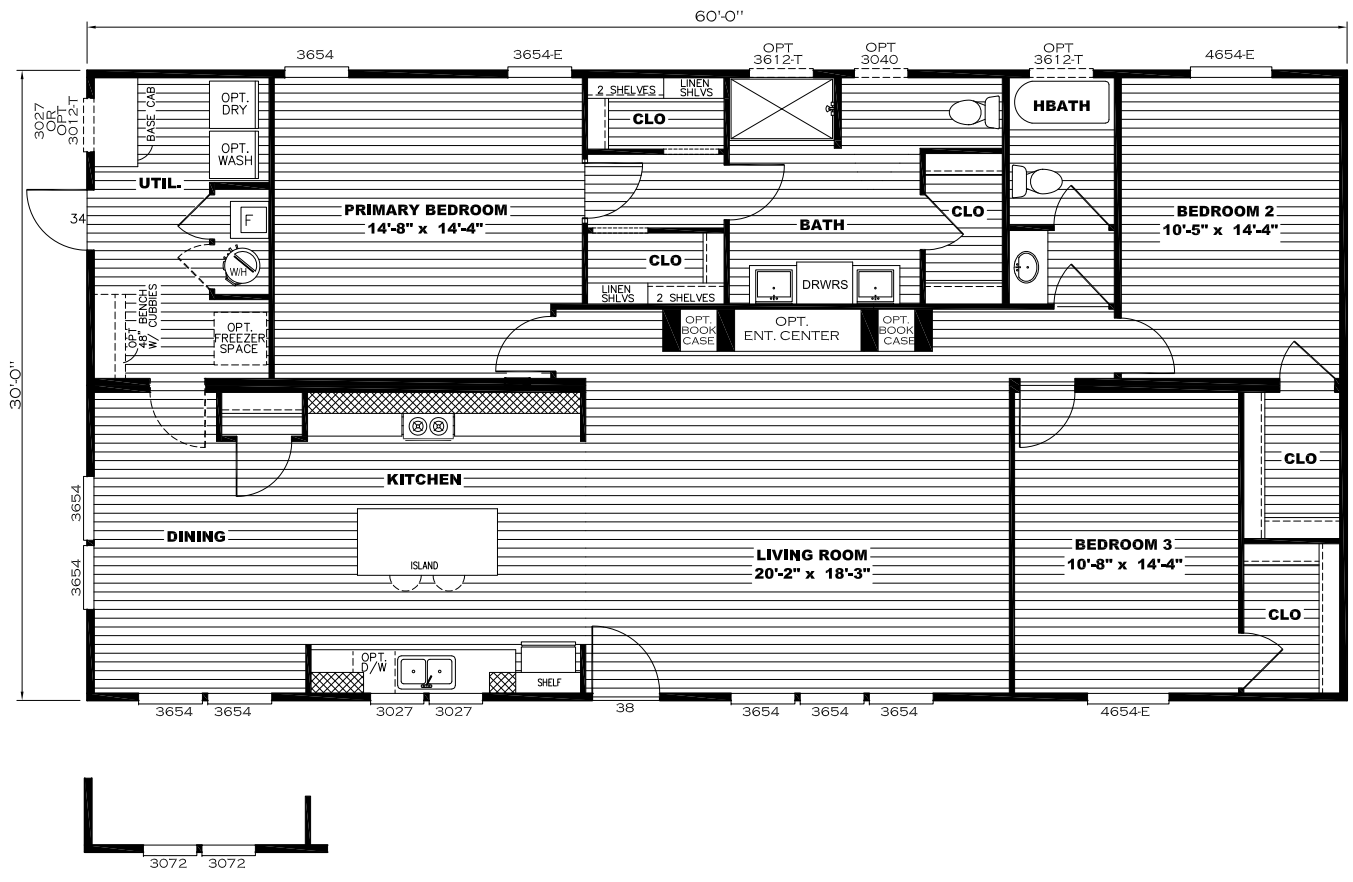 60'-0"
3654
3654-E
OPT
3612-T
OPT
3040
OPT
3612-T
4654-E
30'-0"
3027
OR
OPT
3012-T
BASE CAB
OPT.
DRY
OPT.
WASH
UTIL.
34
F
W/H
OPT
48" BENCH
W/ CUBBIES
OPT.
FREEZER
SPACE
PRIMARY BEDROOM
14'-8" x 14'-4"
2 SHELVES
LINEN
SHLVS
CLO
CLO
LINEN
SHLVS
2 SHELVES
BATH
DRWRS
CLO
HBATH
BEDROOM 2
10'-5" x 14'-4"
OPT.
BOOK
CASE
OPT.
ENT. CENTER
OPT.
BOOK
CASE
KITCHEN
DINING
ISLAND
LIVING ROOM
20'-2" x 18'-3"
BEDROOM 3
10'-8" x 14'-4"
CLO
CLO
3654
3654
OPT.
D/W
SHELF
3654
3654
3027
3027
38
3654
3654
3654
4654-E
3072
3072